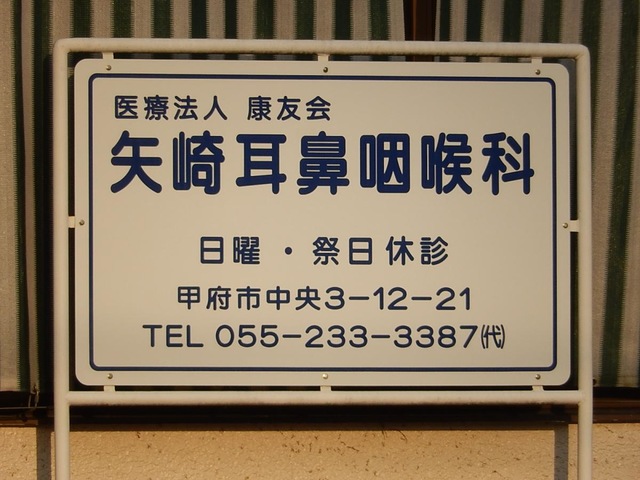 医療法人 康友会
矢崎耳鼻咽喉科
日曜・祭日休診
甲府市中央3-12-21
TEL 055-233-3387㈹